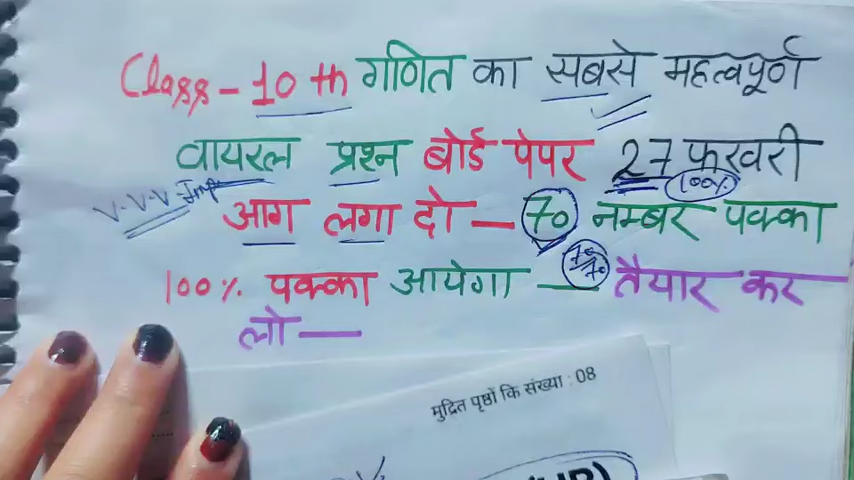 Class - 10 th गणित का सबसे महत्वपूर्ण
वायरल प्रश्न बोर्ड पेपर 27 फरवरी
100%
V-V-V-Imp
आग लगा दो - 70 नम्बर पक्का
70/70
100% पक्का आयेगा - तैयार कर
लो -
मुद्रित पृष्ठों कि संख्या : 08